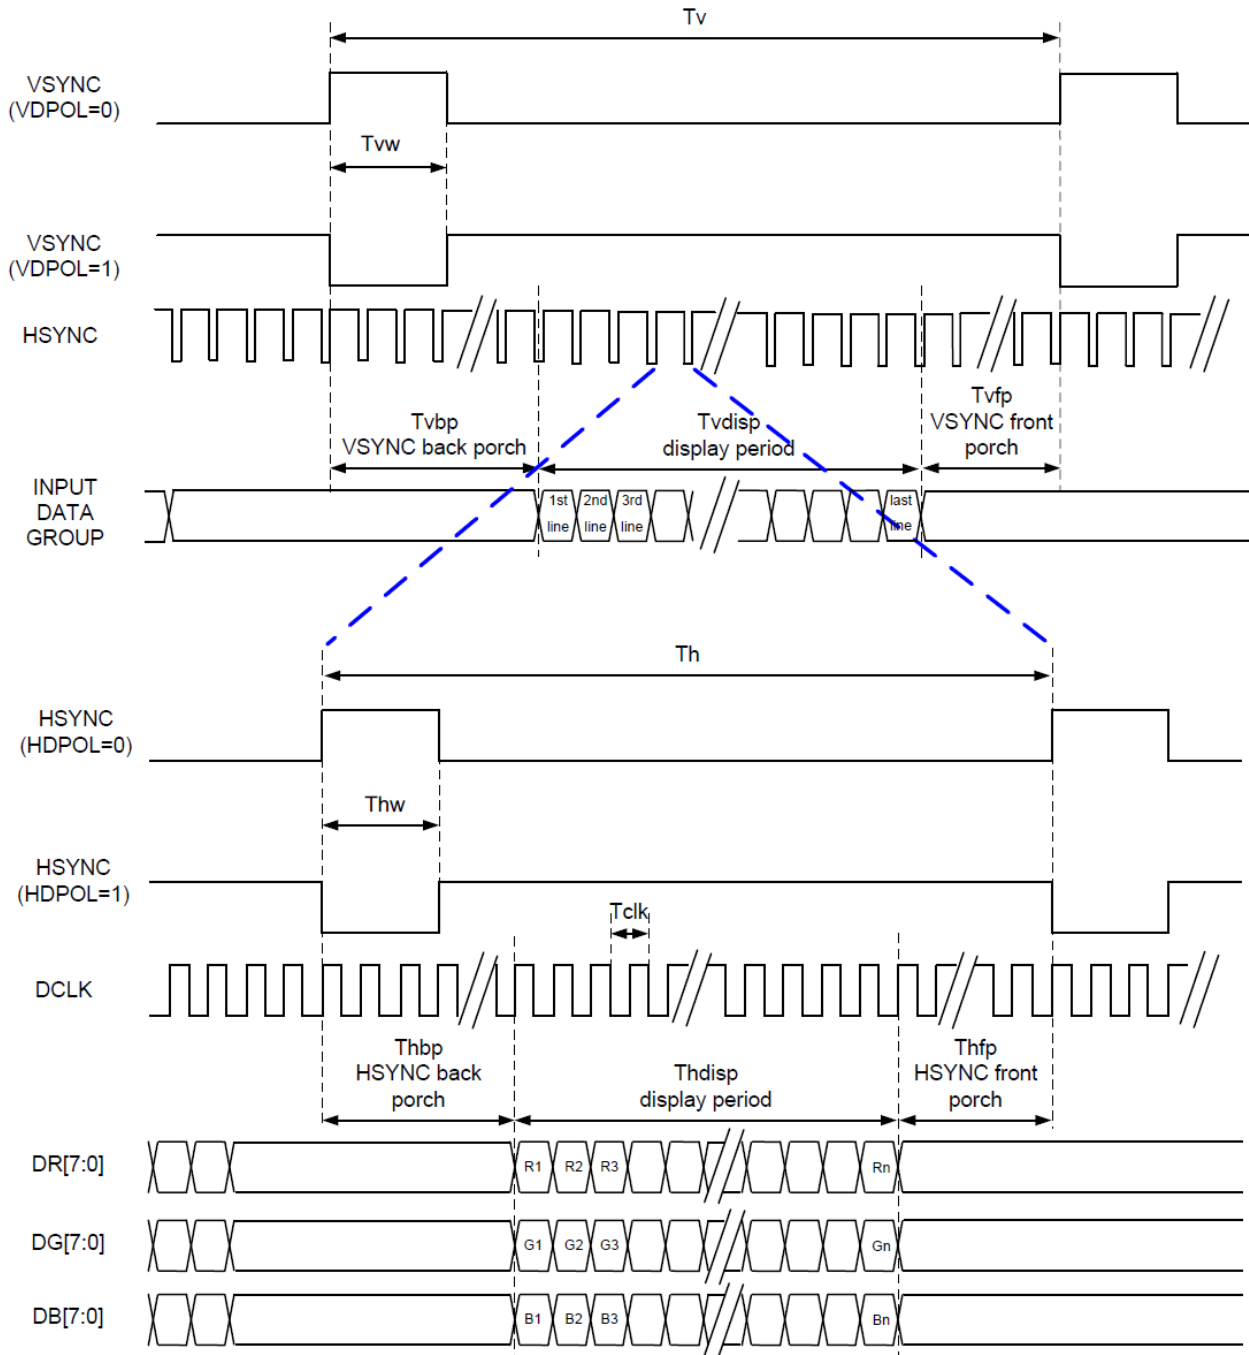 Tv
VSYNC
(VDPOL=0)
Tvw
VSYNC
(VDPOL=1)
HSYNC
Tvbp
VSYNC back porch
Tvdisp
display period
Tvfp
VSYNC front
porch
INPUT
DATA
GROUP
1st
line
2nd
line
3rd
line
last
line
Th
HSYNC
(HDPOL=0)
Thw
HSYNC
(HDPOL=1)
Tclk
DCLK
Thbp
HSYNC back
porch
Thdisp
display period
Thfp
HSYNC front
porch
DR[7:0]
R1 R2 R3 Rn
DG[7:0]
G1 G2 G3 Gn
DB[7:0]
B1 B2 B3 Bn